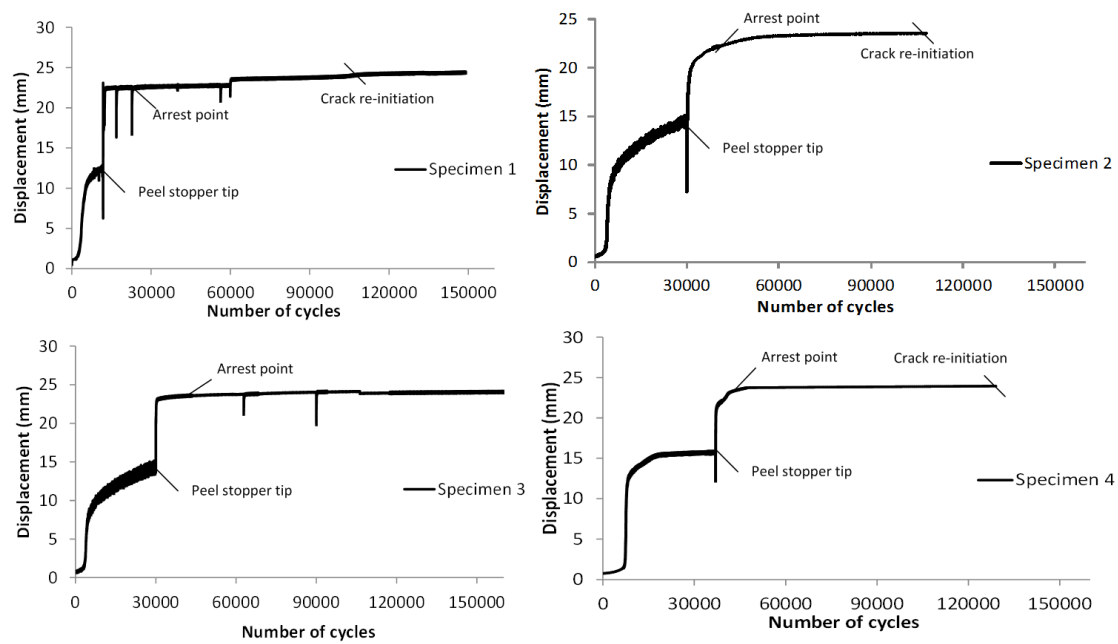 30
25
20
15
10
5
0
Displacement (mm)
Arrest point
Crack re-initiation
Peel stopper tip
Specimen 1
0 30000 60000 90000 120000 150000
Number of cycles
25
20
15
10
5
0
Displacement (mm)
Arrest point
Crack re-initiation
Peel stopper tip
Specimen 2
0 30000 60000 90000 120000 150000
Number of cycles
30
25
20
15
10
5
0
Displacement (mm)
Arrest point
Peel stopper tip
Specimen 3
0 30000 60000 90000 120000 150000
Number of cycles
30
25
20
15
10
5
0
Displacement (mm)
Arrest point
Crack re-initiation
Peel stopper tip
Specimen 4
0 30000 60000 90000 120000 150000
Number of cycles